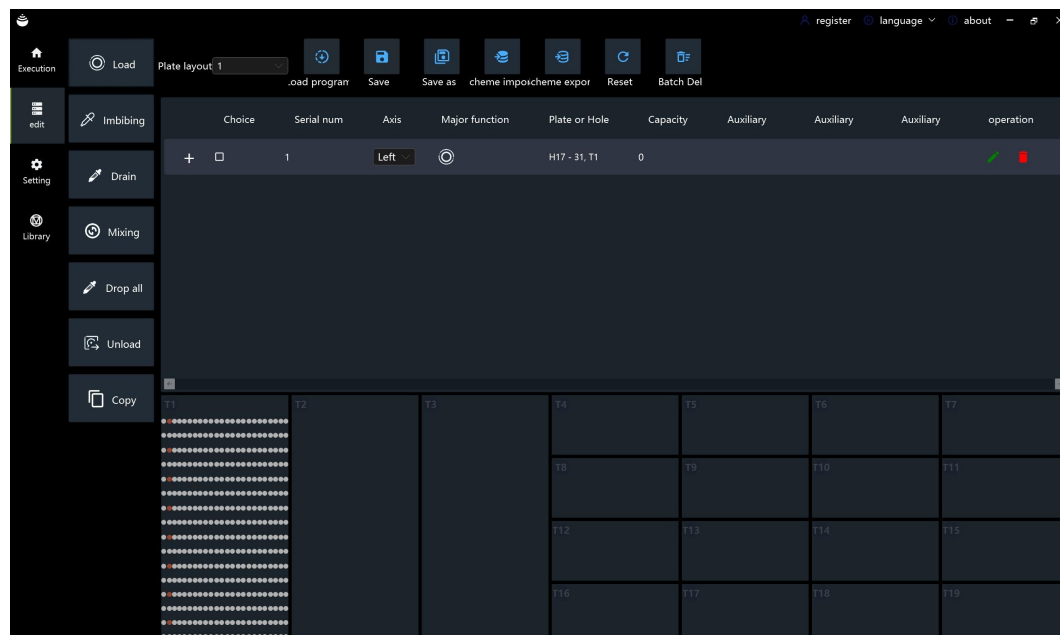 register language about
Execution
edit
Setting
Library
Load
Imbibing
Drain
Mixing
Drop all
Unload
Copy
Plate layout 1
oad program Save Save as cheme impor cheme expor Reset Batch Del
Choice Serial num Axis Major function Plate or Hole Capacity Auxiliary Auxiliary Auxiliary operation
1 Left H17 - 31, T1 0
T1 T2 T3 T4 T5 T6 T7
T8 T9 T10 T11
T12 T13 T14 T15
T16 T17 T18 T19